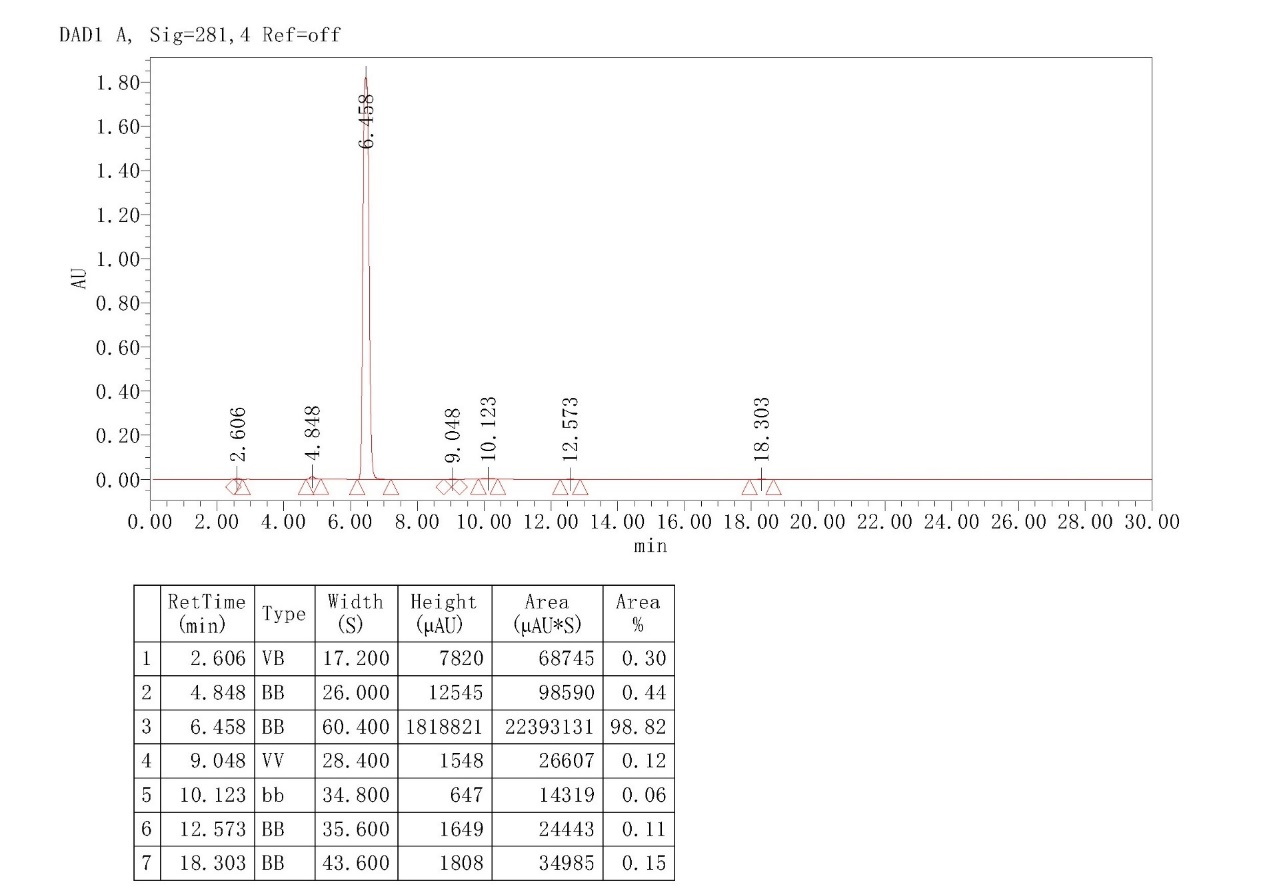 DAD1 A, Sig=281,4 Ref=off
1.80
1.60
1.40
1.20
1.00
0.80
0.60
0.40
0.20
0.00
AU
2.606
4.848
6.458
9.048
10.123
12.573
18.303
0.00 2.00 4.00 6.00 8.00 10.00 12.00 14.00 16.00 18.00 20.00 22.00 24.00 26.00 28.00 30.00
min
RetTime (min) Type Width (S) Height (µAU) Area (µAU*S) Area %
1 2.606 VB 17.200 7820 68745 0.30
2 4.848 BB 26.000 12545 98590 0.44
3 6.458 BB 60.400 1818821 22393131 98.82
4 9.048 VV 28.400 1548 26607 0.12
5 10.123 bb 34.800 647 14319 0.06
6 12.573 BB 35.600 1649 24443 0.11
7 18.303 BB 43.600 1808 34985 0.15